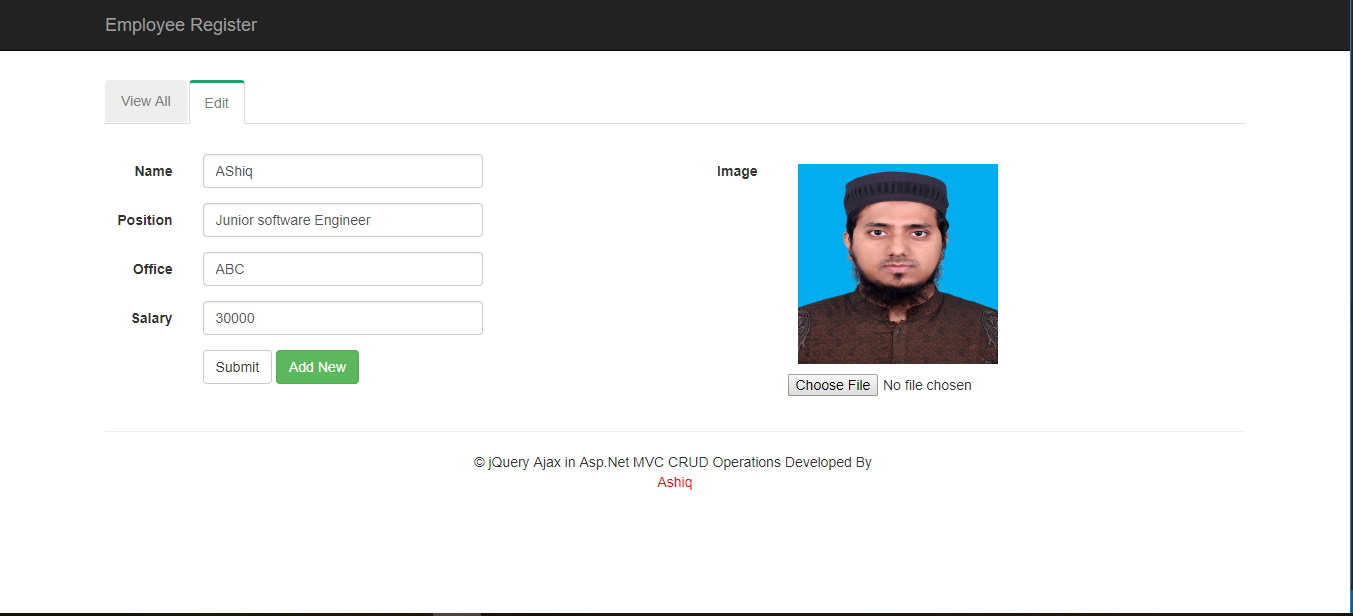 Employee Register
View All
Edit
Name
AShiq
Position
Junior software Engineer
Office
ABC
Salary
30000
Submit
Add New
Image
Choose File No file chosen
© jQuery Ajax in Asp.Net MVC CRUD Operations Developed By
Ashiq